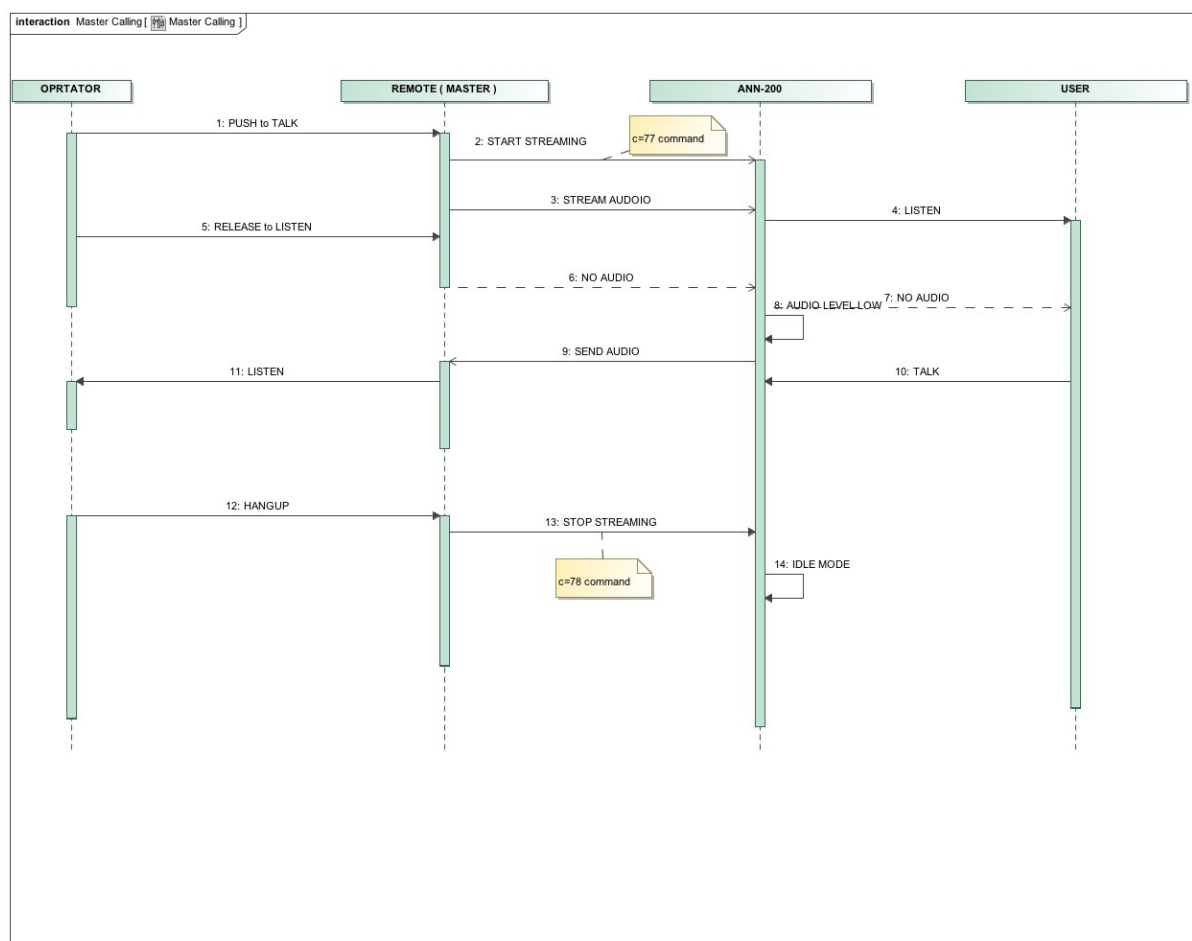 interaction Master Calling [ Master Calling ]
OPRTATOR
REMOTE ( MASTER )
ANN-200
USER
1: PUSH to TALK
2: START STREAMING
c=77 command
3: STREAM AUDOIO
4: LISTEN
5: RELEASE to LISTEN
6: NO AUDIO
7: NO AUDIO
8: AUDIO LEVEL LOW
9: SEND AUDIO
10: TALK
11: LISTEN
12: HANGUP
13: STOP STREAMING
14: IDLE MODE
c=78 command